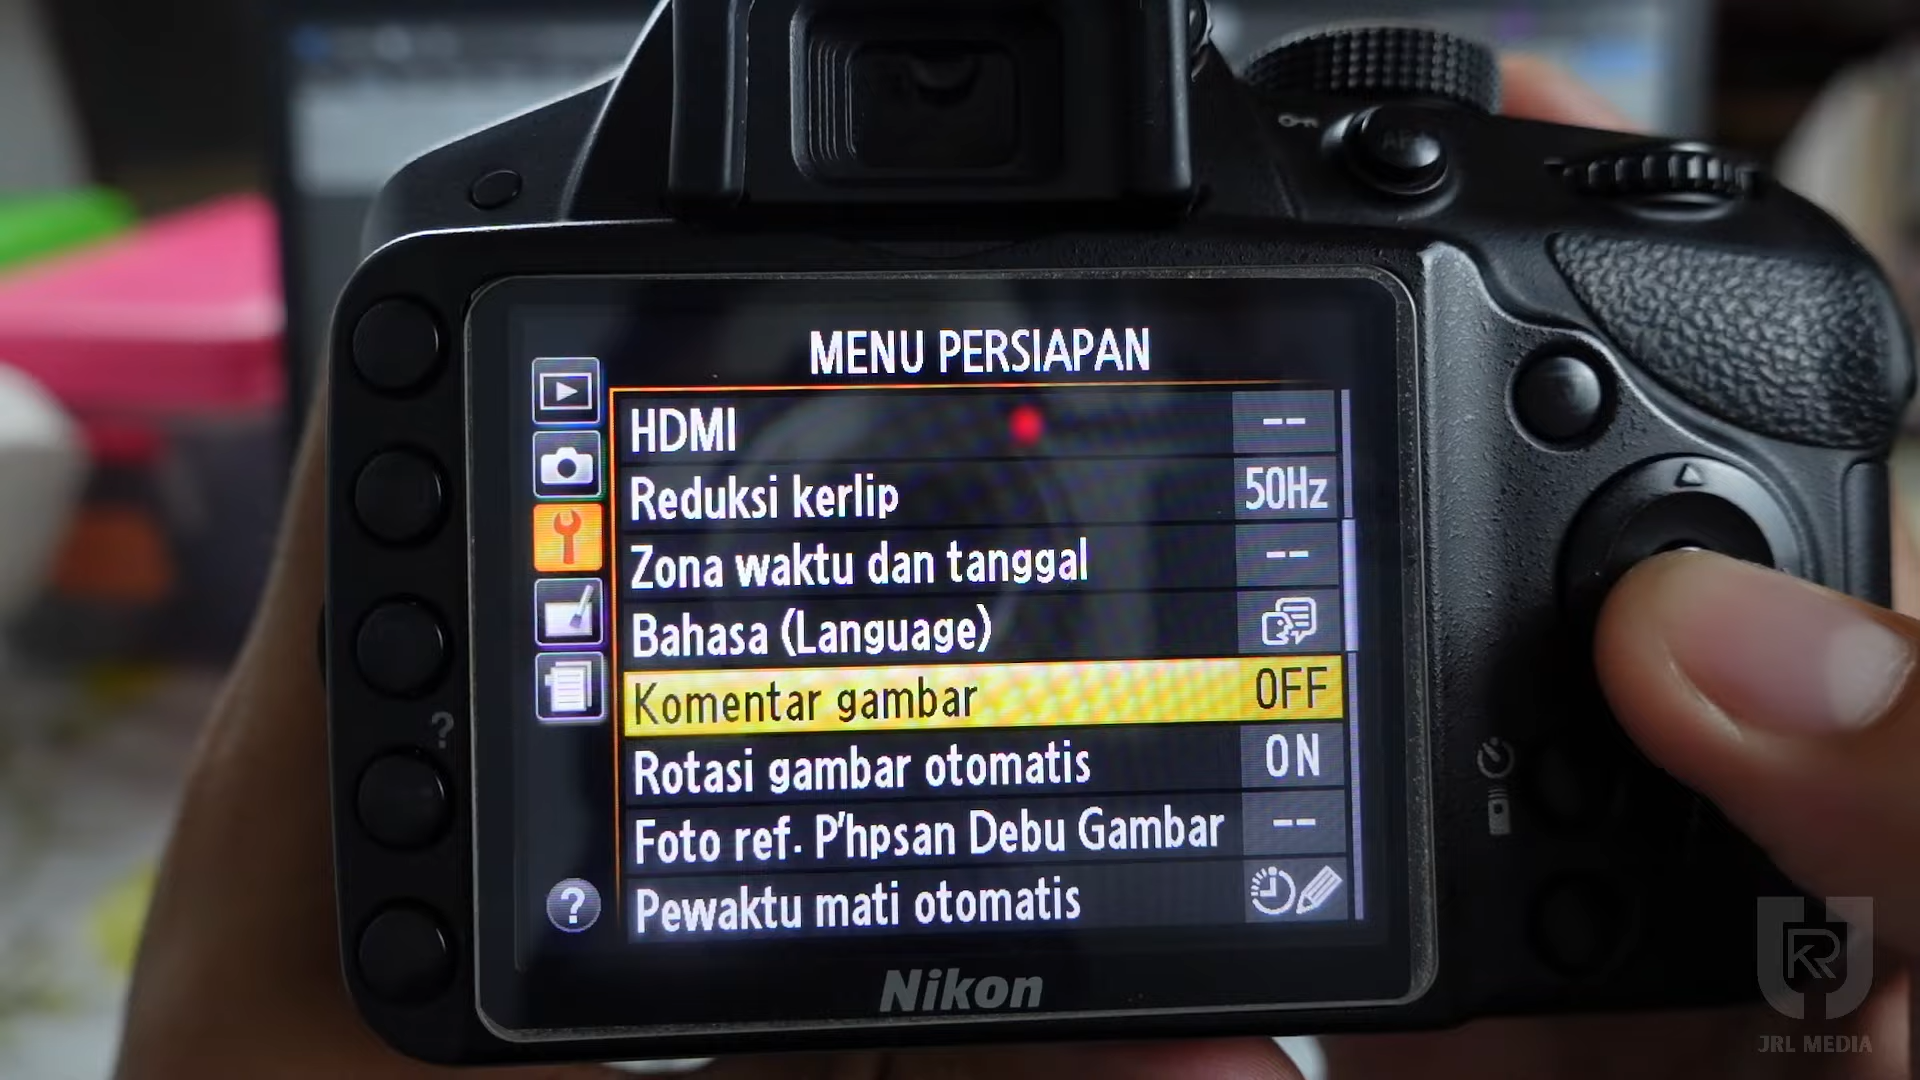 MENU PERSIAPAN
HDMI --
Reduksi kerlip 50Hz
Zona waktu dan tanggal --
Bahasa (Language)
Komentar gambar OFF
Rotasi gambar otomatis ON
Foto ref. P'hpsan Debu Gambar --
Pewaktu mati otomatis
?
?
Nikon
JRL MEDIA